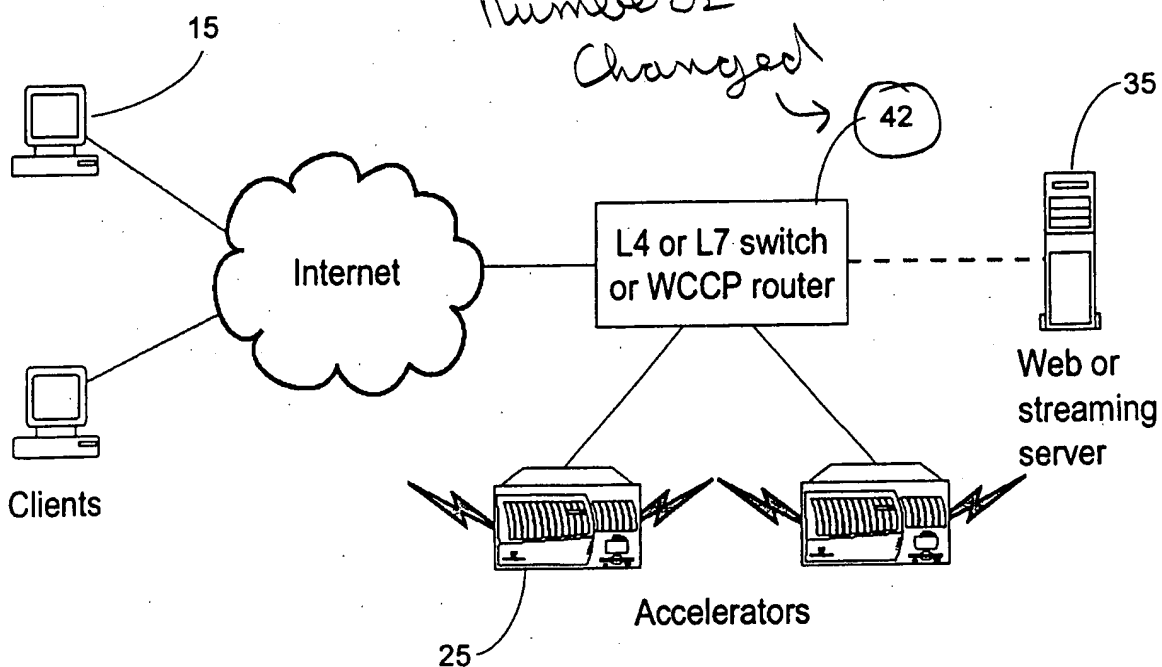 15
Changed
42
35
L4 or L7 switch
or WCCP router
Internet
Web or
streaming
server
Clients
Accelerators
25